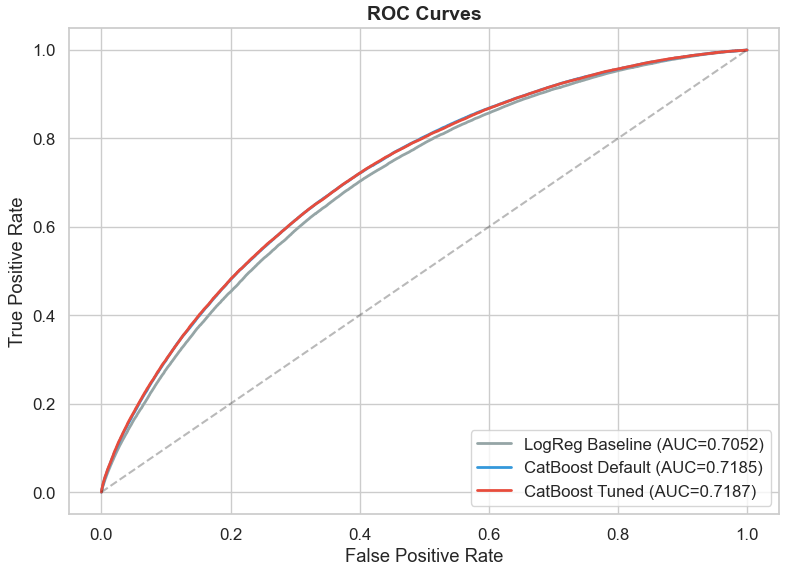 ROC Curves
True Positive Rate
1.0
0.8
0.6
0.4
0.2
0.0
LogReg Baseline (AUC=0.7052)
CatBoost Default (AUC=0.7185)
CatBoost Tuned (AUC=0.7187)
0.0 0.2 0.4 0.6 0.8 1.0
False Positive Rate